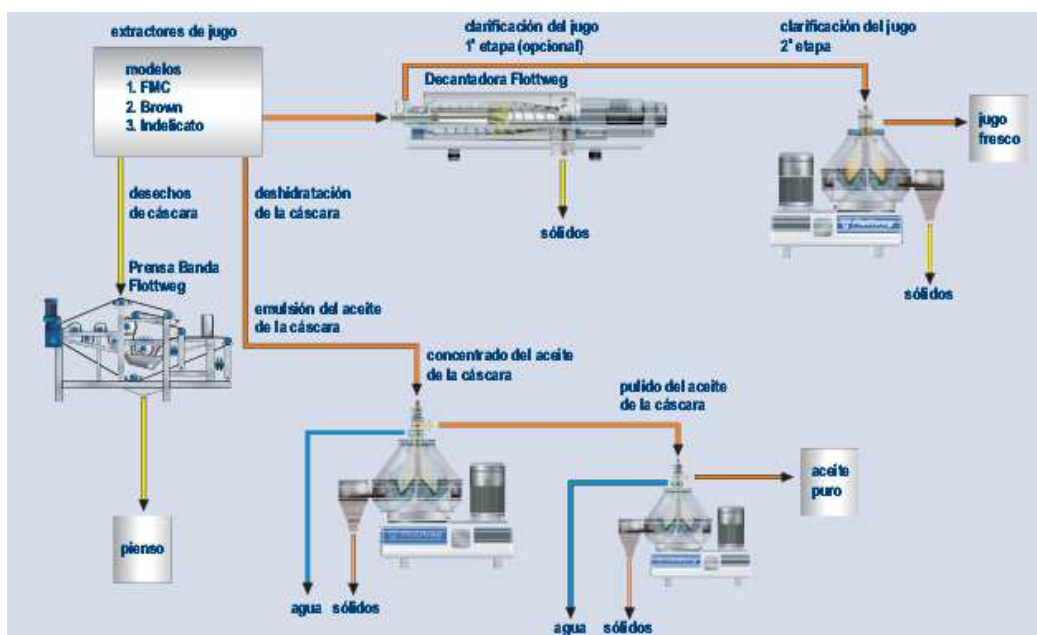 extractores de jugo
modelos
1. FMC
2. Brown
3. Indelicato
clarificación del jugo
1ª etapa (opcional)
Decantadora Flottweg
clarificación del jugo
2ª etapa
jugo
fresco
desechos
de cáscara
deshidratación
de la cáscara
sólidos
sólidos
Prensa Banda
Flottweg
emulsión del aceite
de la cáscara
concentrado del aceite
de la cáscara
pulido del aceite
de la cáscara
aceite
puro
pienso
agua sólidos
agua sólidos